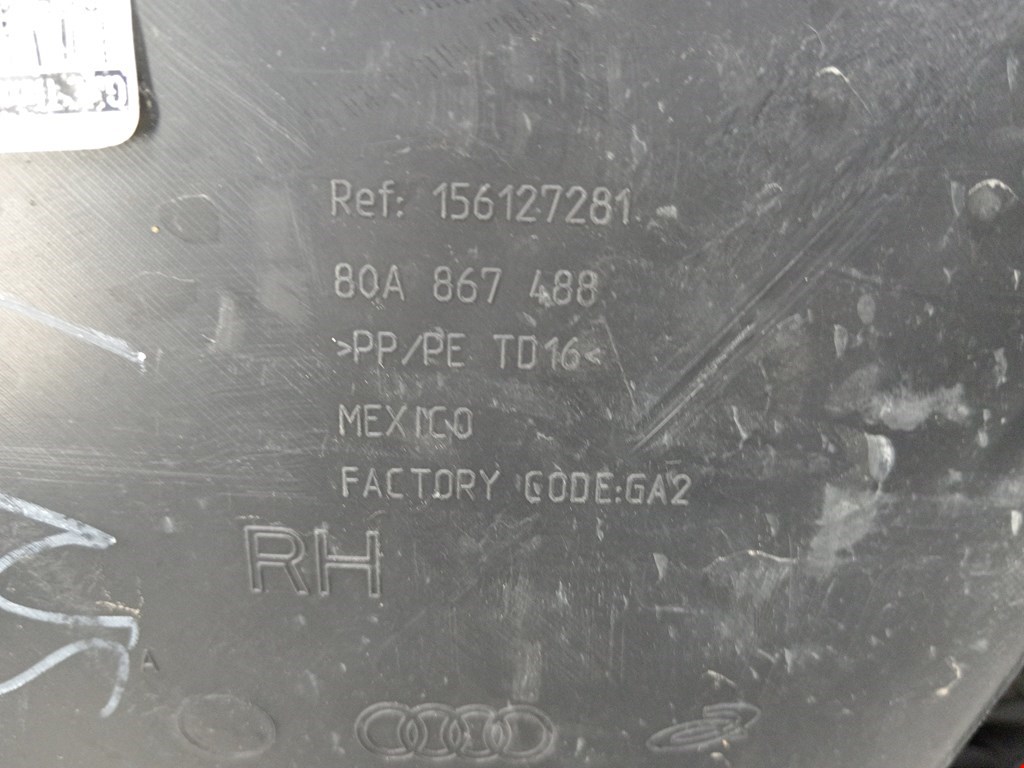 Ref: 156127281
80A 867 488
>PP/PE TD16<
MEXICO
FACTORY CODE:GA2
RH
A